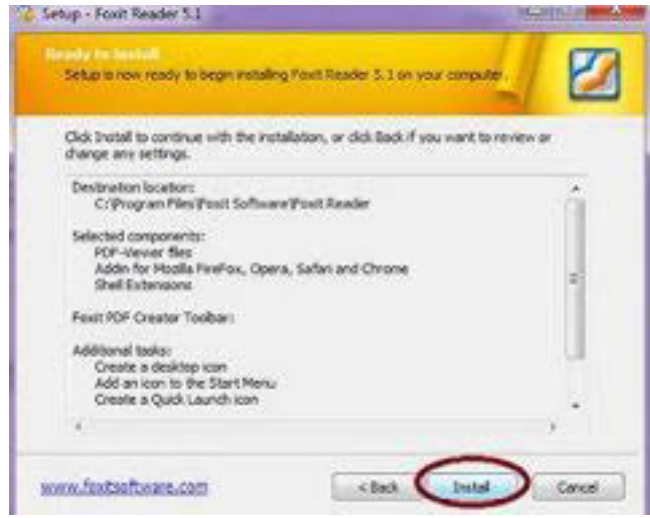 Setup - Foxit Reader 5.1
Ready to Install
Setup is now ready to begin installing Foxit Reader 5.1 on your computer.
Click Install to continue with the installation, or click Back if you want to review or
change any settings.
Destination location:
C:\Program Files\Foxit Software\Foxit Reader
Selected components:
PDF-Viewer files
Addin for Mozilla FireFox, Opera, Safari and Chrome
Shell Extensions
Foxit PDF Creator Toolbar:
Additional tasks:
Create a desktop icon
Add an icon to the Start Menu
Create a Quick Launch icon
www.foxitsoftware.com
< Back Install Cancel